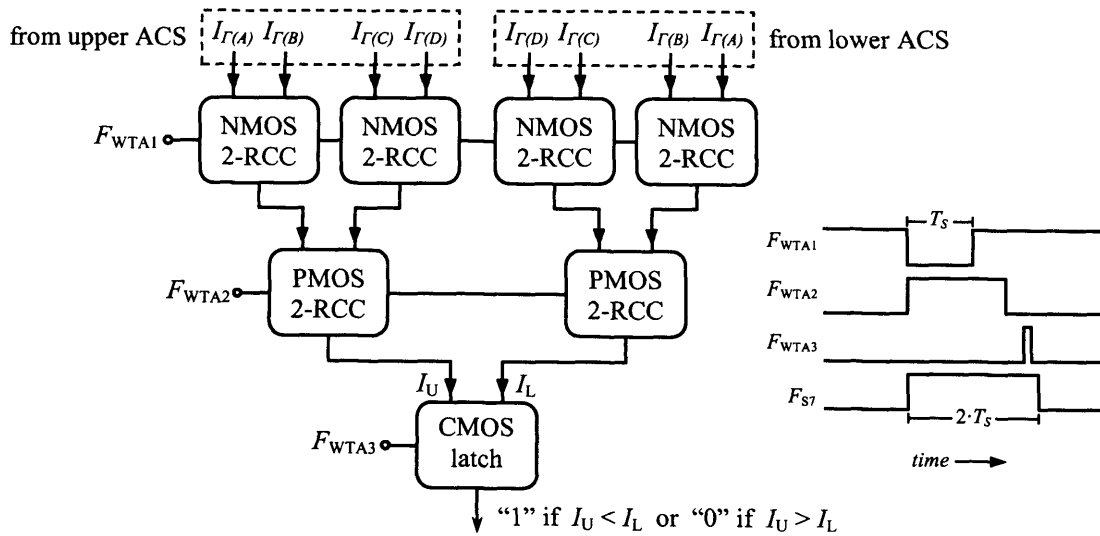 from upper ACS
I_Γ(A) I_Γ(B) I_Γ(C) I_Γ(D)
I_Γ(D) I_Γ(C) I_Γ(B) I_Γ(A)
from lower ACS
F_WTA1
NMOS
2-RCC
NMOS
2-RCC
NMOS
2-RCC
NMOS
2-RCC
F_WTA2
PMOS
2-RCC
PMOS
2-RCC
I_U
I_L
F_WTA3
CMOS
latch
“1” if I_U < I_L or “0” if I_U > I_L
T_S
F_WTA1
F_WTA2
F_WTA3
F_S7
2·T_S
time